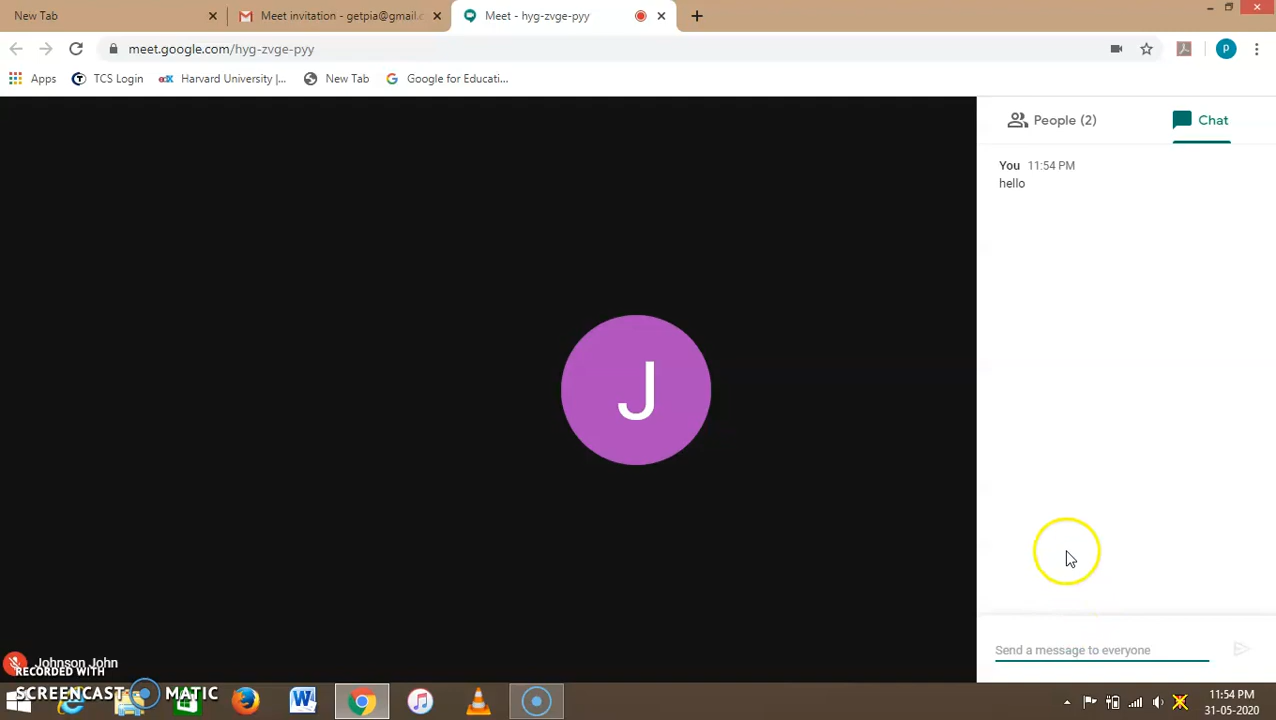 New Tab
Meet invitation - getpia@gmail.c
Meet - hyg-zvge-pyy
meet.google.com/hyg-zvge-pyy
P
Apps
TCS Login
edX
Harvard University |...
New Tab
Google for Educati...
People (2)
Chat
You 11:54 PM
hello
J
Send a message to everyone
Johnson John
RECORDED WITH
SCREENCAST MATIC
11:54 PM
31-05-2020